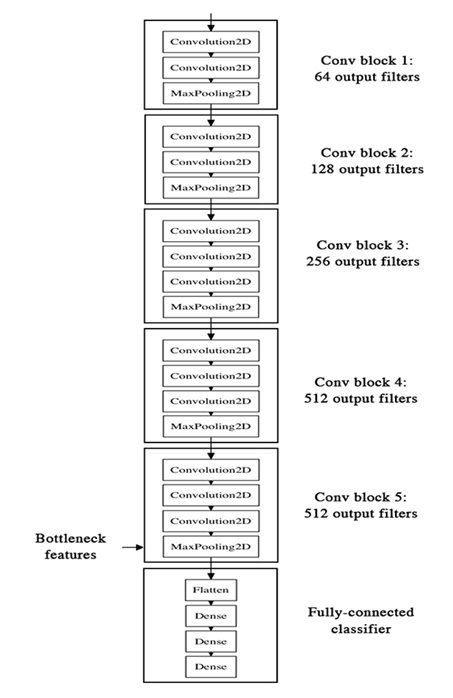 Convolution2D
Convolution2D
MaxPooling2D
Conv block 1:
64 output filters
Convolution2D
Convolution2D
MaxPooling2D
Conv block 2:
128 output filters
Convolution2D
Convolution2D
Convolution2D
MaxPooling2D
Conv block 3:
256 output filters
Convolution2D
Convolution2D
Convolution2D
MaxPooling2D
Conv block 4:
512 output filters
Convolution2D
Convolution2D
Convolution2D
MaxPooling2D
Conv block 5:
512 output filters
Bottleneck
features
Flatten
Dense
Dense
Dense
Fully-connected
classifier